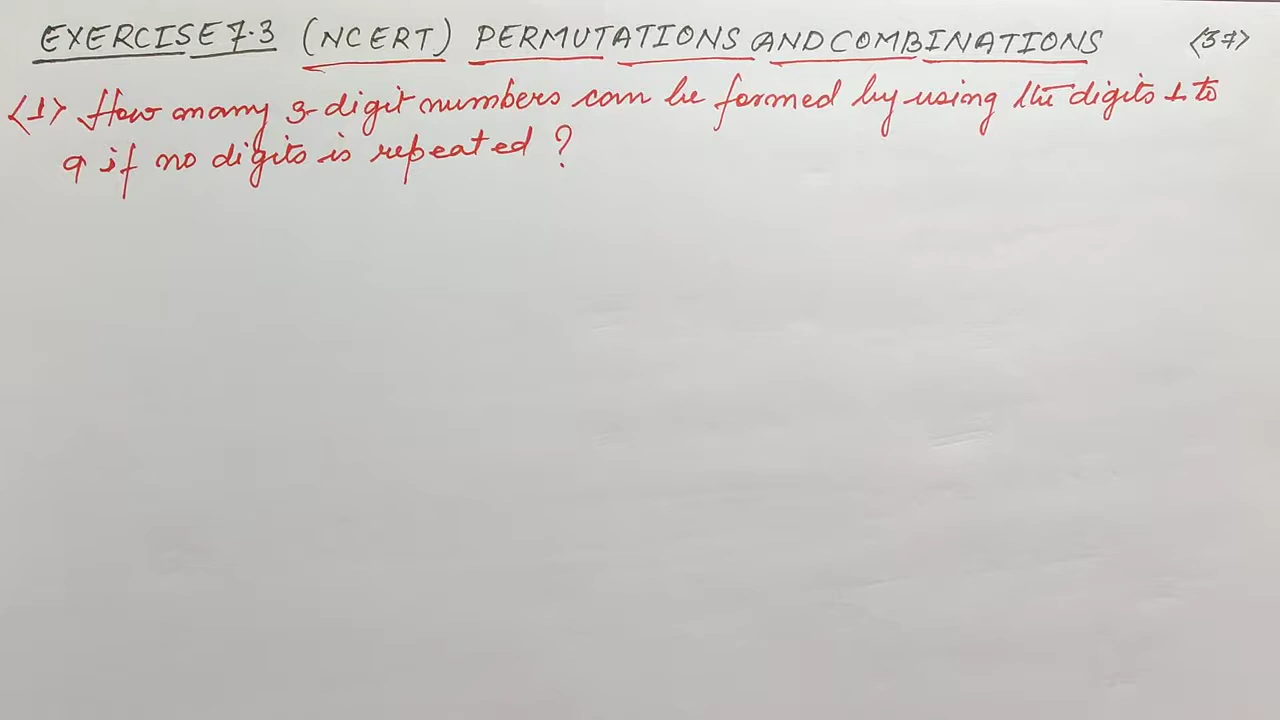 EXERCISE 7.3 (NCERT) PERMUTATIONS AND COMBINATIONS <37>
<1> How many 3-digit numbers can be formed by using the digits 1 to
9 if no digits is repeated ?